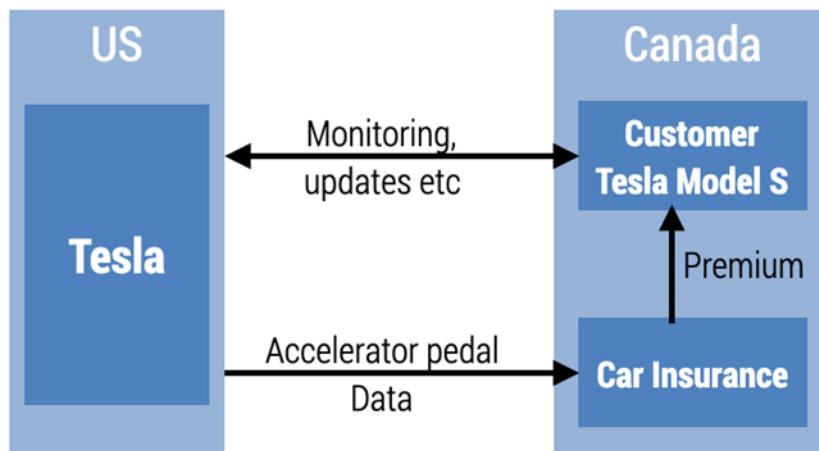 US
Canada
Tesla
Monitoring,
updates etc
Customer
Tesla Model S
Premium
Accelerator pedal
Data
Car Insurance